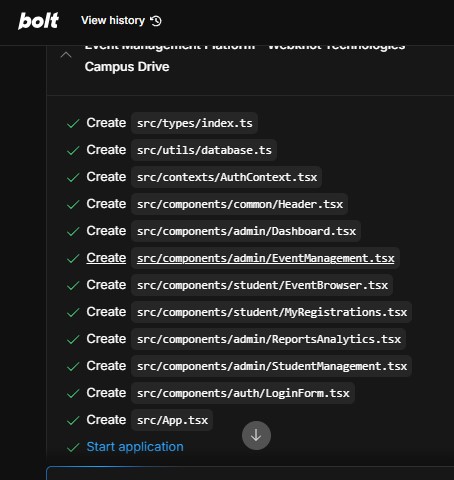 bolt View history
Event Management Platform - Webknot Technologies
Campus Drive
Create src/types/index.ts
Create src/utils/database.ts
Create src/contexts/AuthContext.tsx
Create src/components/common/Header.tsx
Create src/components/admin/Dashboard.tsx
Create src/components/admin/EventManagement.tsx
Create src/components/student/EventBrowser.tsx
Create src/components/student/MyRegistrations.tsx
Create src/components/admin/ReportsAnalytics.tsx
Create src/components/admin/StudentManagement.tsx
Create src/components/auth/LoginForm.tsx
Create src/App.tsx
Start application